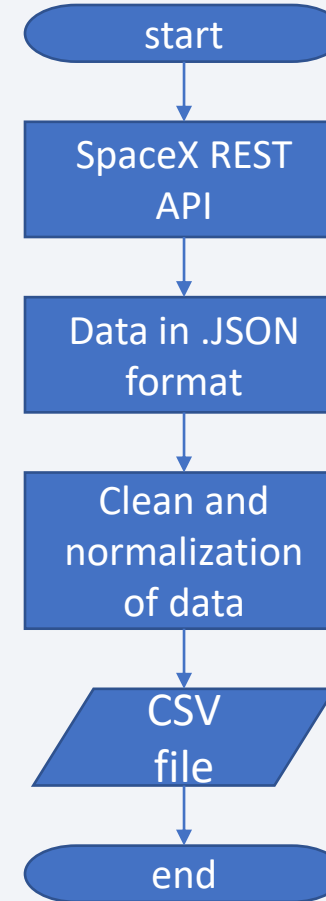 start
SpaceX REST
API
Data in .JSON
format
Clean and
normalization
of data
CSV
file
end